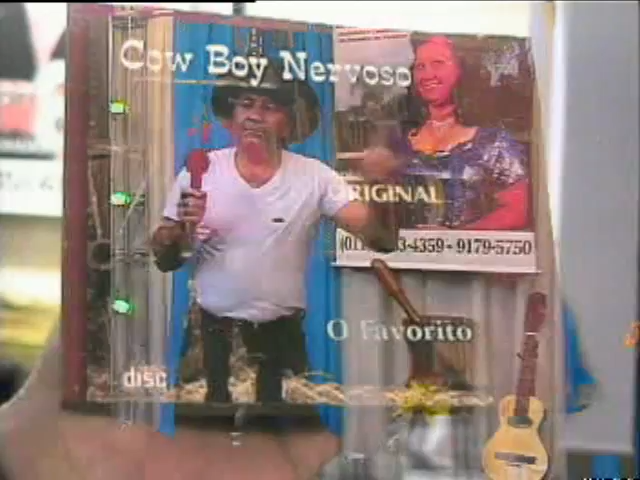 Cow Boy Nervoso
ORIGINAL
3-4359 - 9179-5750
O Favorito
disc